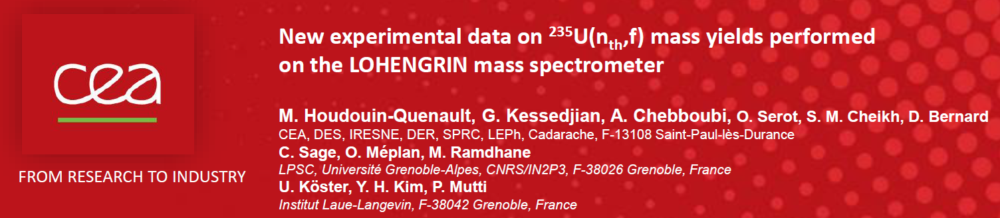 cea
FROM RESEARCH TO INDUSTRY
New experimental data on ²³⁵U(nth,f) mass yields performed
on the LOHENGRIN mass spectrometer
M. Houdouin-Quenault, G. Kessedjian, A. Chebboubi, O. Serot, S. M. Cheikh, D. Bernard
CEA, DES, IRESNE, DER, SPRC, LEPh, Cadarache, F-13108 Saint-Paul-lès-Durance
C. Sage, O. Méplan, M. Ramdhane
LPSC, Université Grenoble-Alpes, CNRS/IN2P3, F-38026 Grenoble, France
U. Köster, Y. H. Kim, P. Mutti
Institut Laue-Langevin, F-38042 Grenoble, France